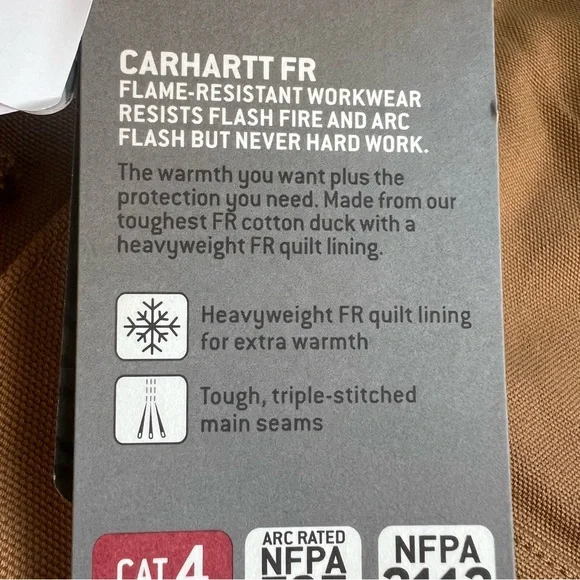 CARHARTT FR
FLAME-RESISTANT WORKWEAR
RESISTS FLASH FIRE AND ARC
FLASH BUT NEVER HARD WORK.
The warmth you want plus the
protection you need. Made from our
toughest FR cotton duck with a
heavyweight FR quilt lining.
Heavyweight FR quilt lining
for extra warmth
Tough, triple-stitched
main seams
CAT 4
ARC RATED
NFPA
NFPA